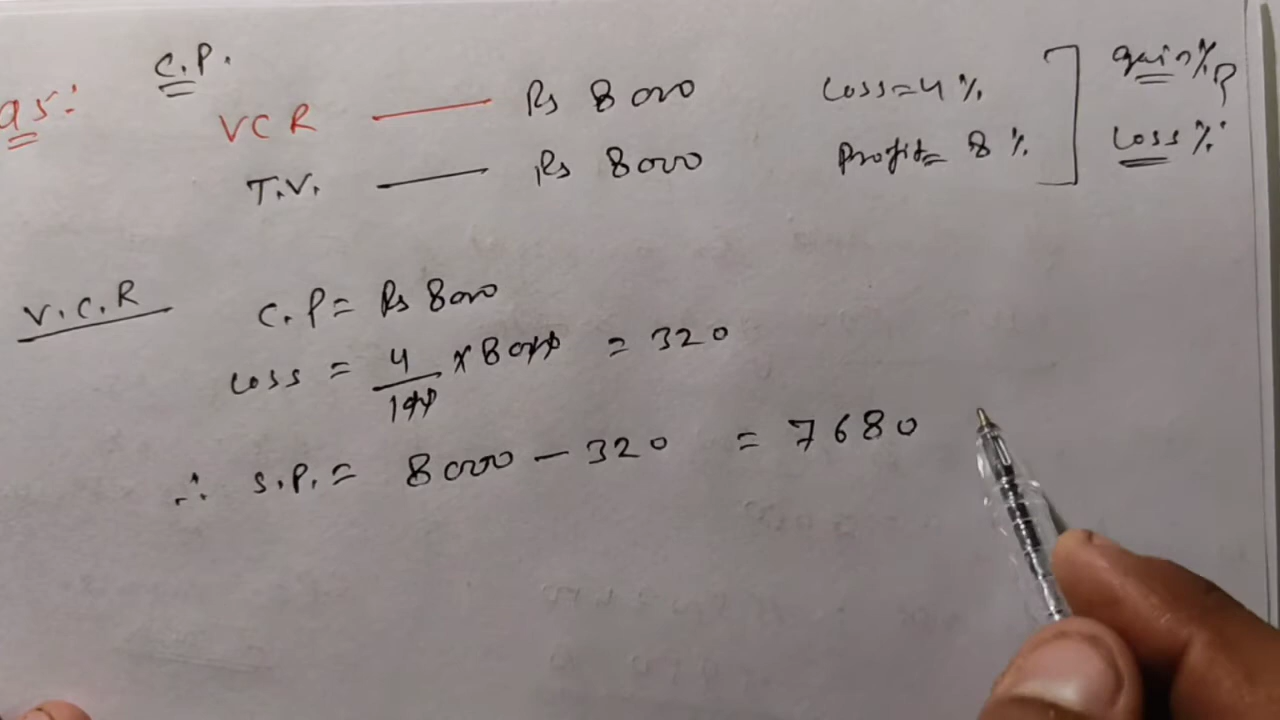 C.P.
Q5:
VCR — Rs 8000 Loss=4% gain%?
T.V. — Rs 8000 Profit= 8% Loss%
V.C.R C.P= Rs 8000
Loss = 4/100 x 8000 = 320
∴ S.P. = 8000 - 320 = 7680